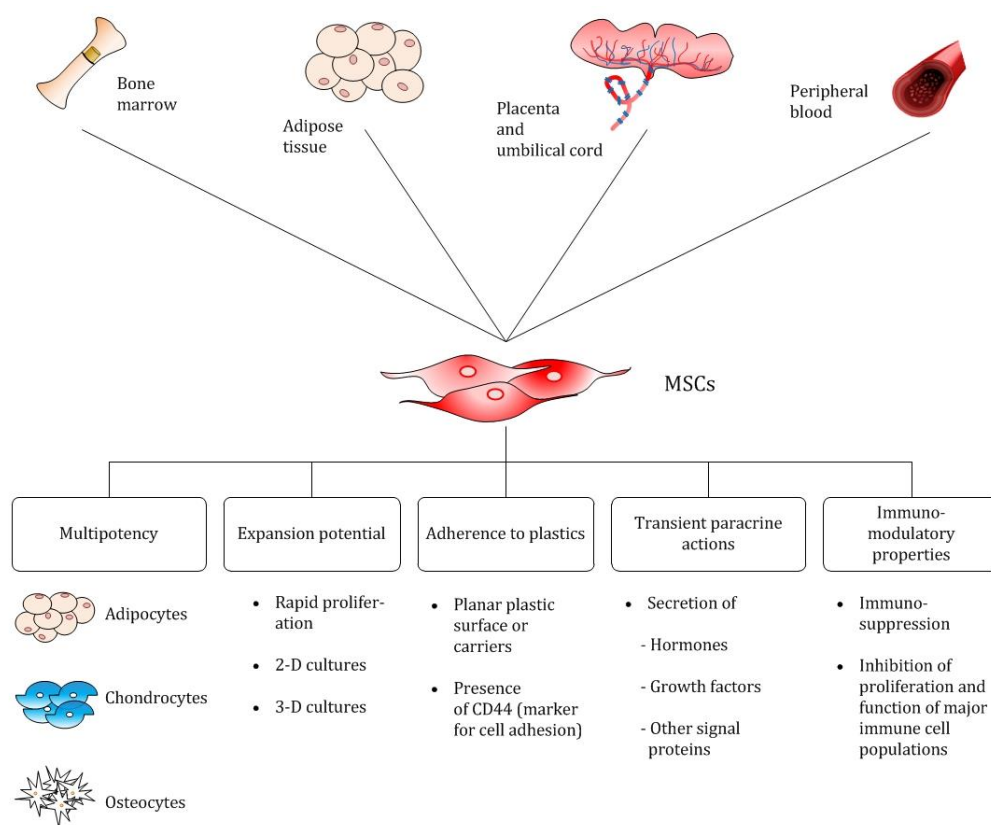 Bone
marrow
Adipose
tissue
Placenta
and
umbilical cord
Peripheral
blood
MSCs
Multipotency
Expansion potential
Adherence to plastics
Transient paracrine
actions
Immuno-
modulatory
properties
Adipocytes
Chondrocytes
Osteocytes
• Rapid prolifer-
ation
• 2-D cultures
• 3-D cultures
• Planar plastic
surface or
carriers
• Presence
of CD44 (marker
for cell adhesion)
• Secretion of
- Hormones
- Growth factors
- Other signal
proteins
• Immuno-
suppression
• Inhibition of
proliferation and
function of major
immune cell
populations